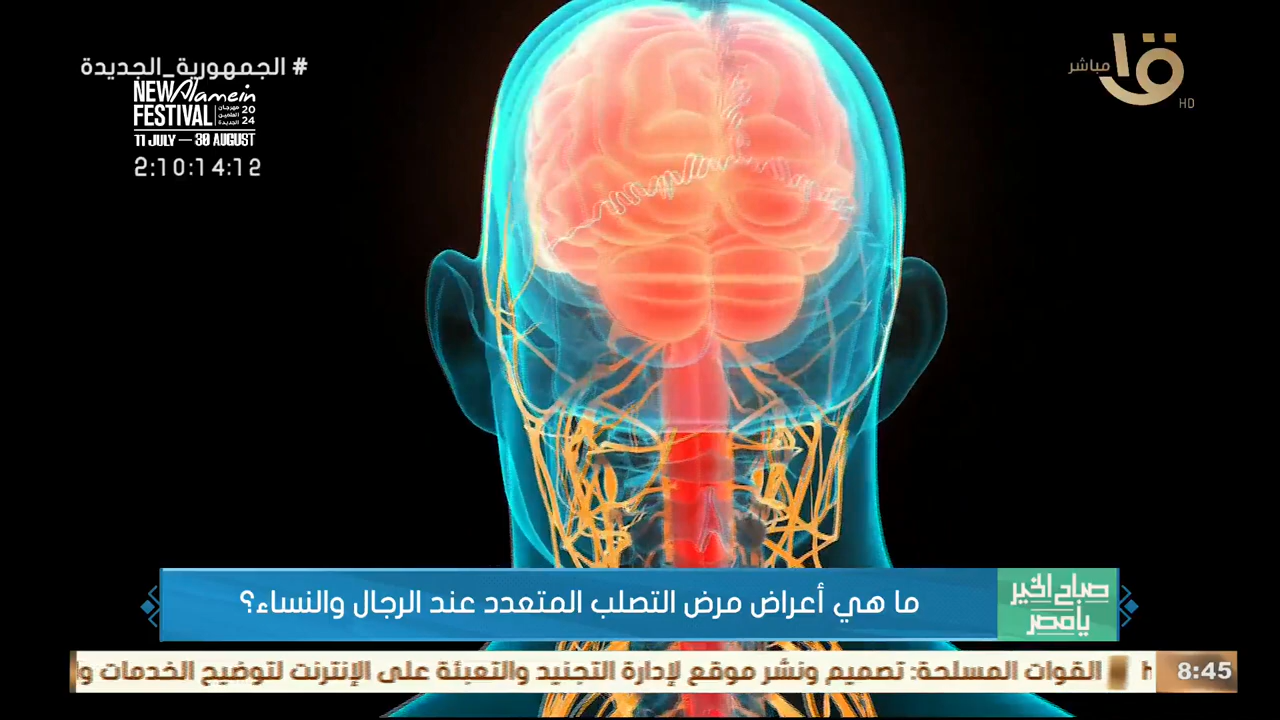 # الجمهورية_الجديدة
NEW Alamein
FESTIVAL مهرجان العلمين الجديدة 2024
11 JULY — 30 AUGUST
2:10:14:12
مباشر
HD
ما هي أعراض مرض التصلب المتعدد عند الرجال والنساء؟
صباح الخير
يا مصر
القوات المسلحة: تصميم ونشر موقع لإدارة التجنيد والتعبئة على الإنترنت لتوضيح الخدمات
8:45